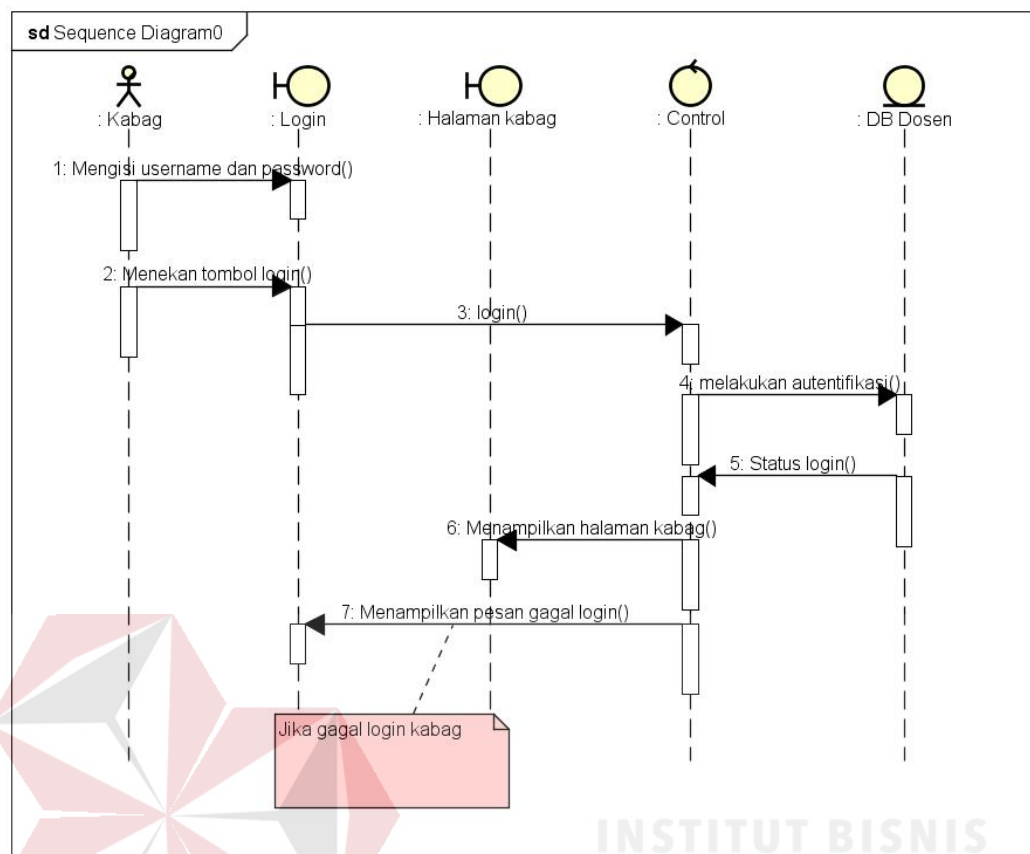 sd Sequence Diagram0
: Kabag
: Login
: Halaman kabag
: Control
: DB Dosen
1: Mengisi username dan password()
2: Menekan tombol login()
3: login()
4: melakukan autentifikasi()
5: Status login()
6: Menampilkan halaman kabag()
7: Menampilkan pesan gagal login()
Jika gagal login kabag
INSTITUT BISNIS